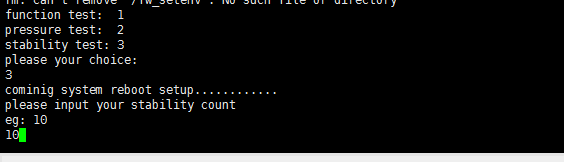 rm: can't remove '/fw_setenv': No such file or directory
function test:  1
pressure test:  2
stability test: 3
please your choice:
3
cominig system reboot setup............
please input your stability count
eg: 10
10